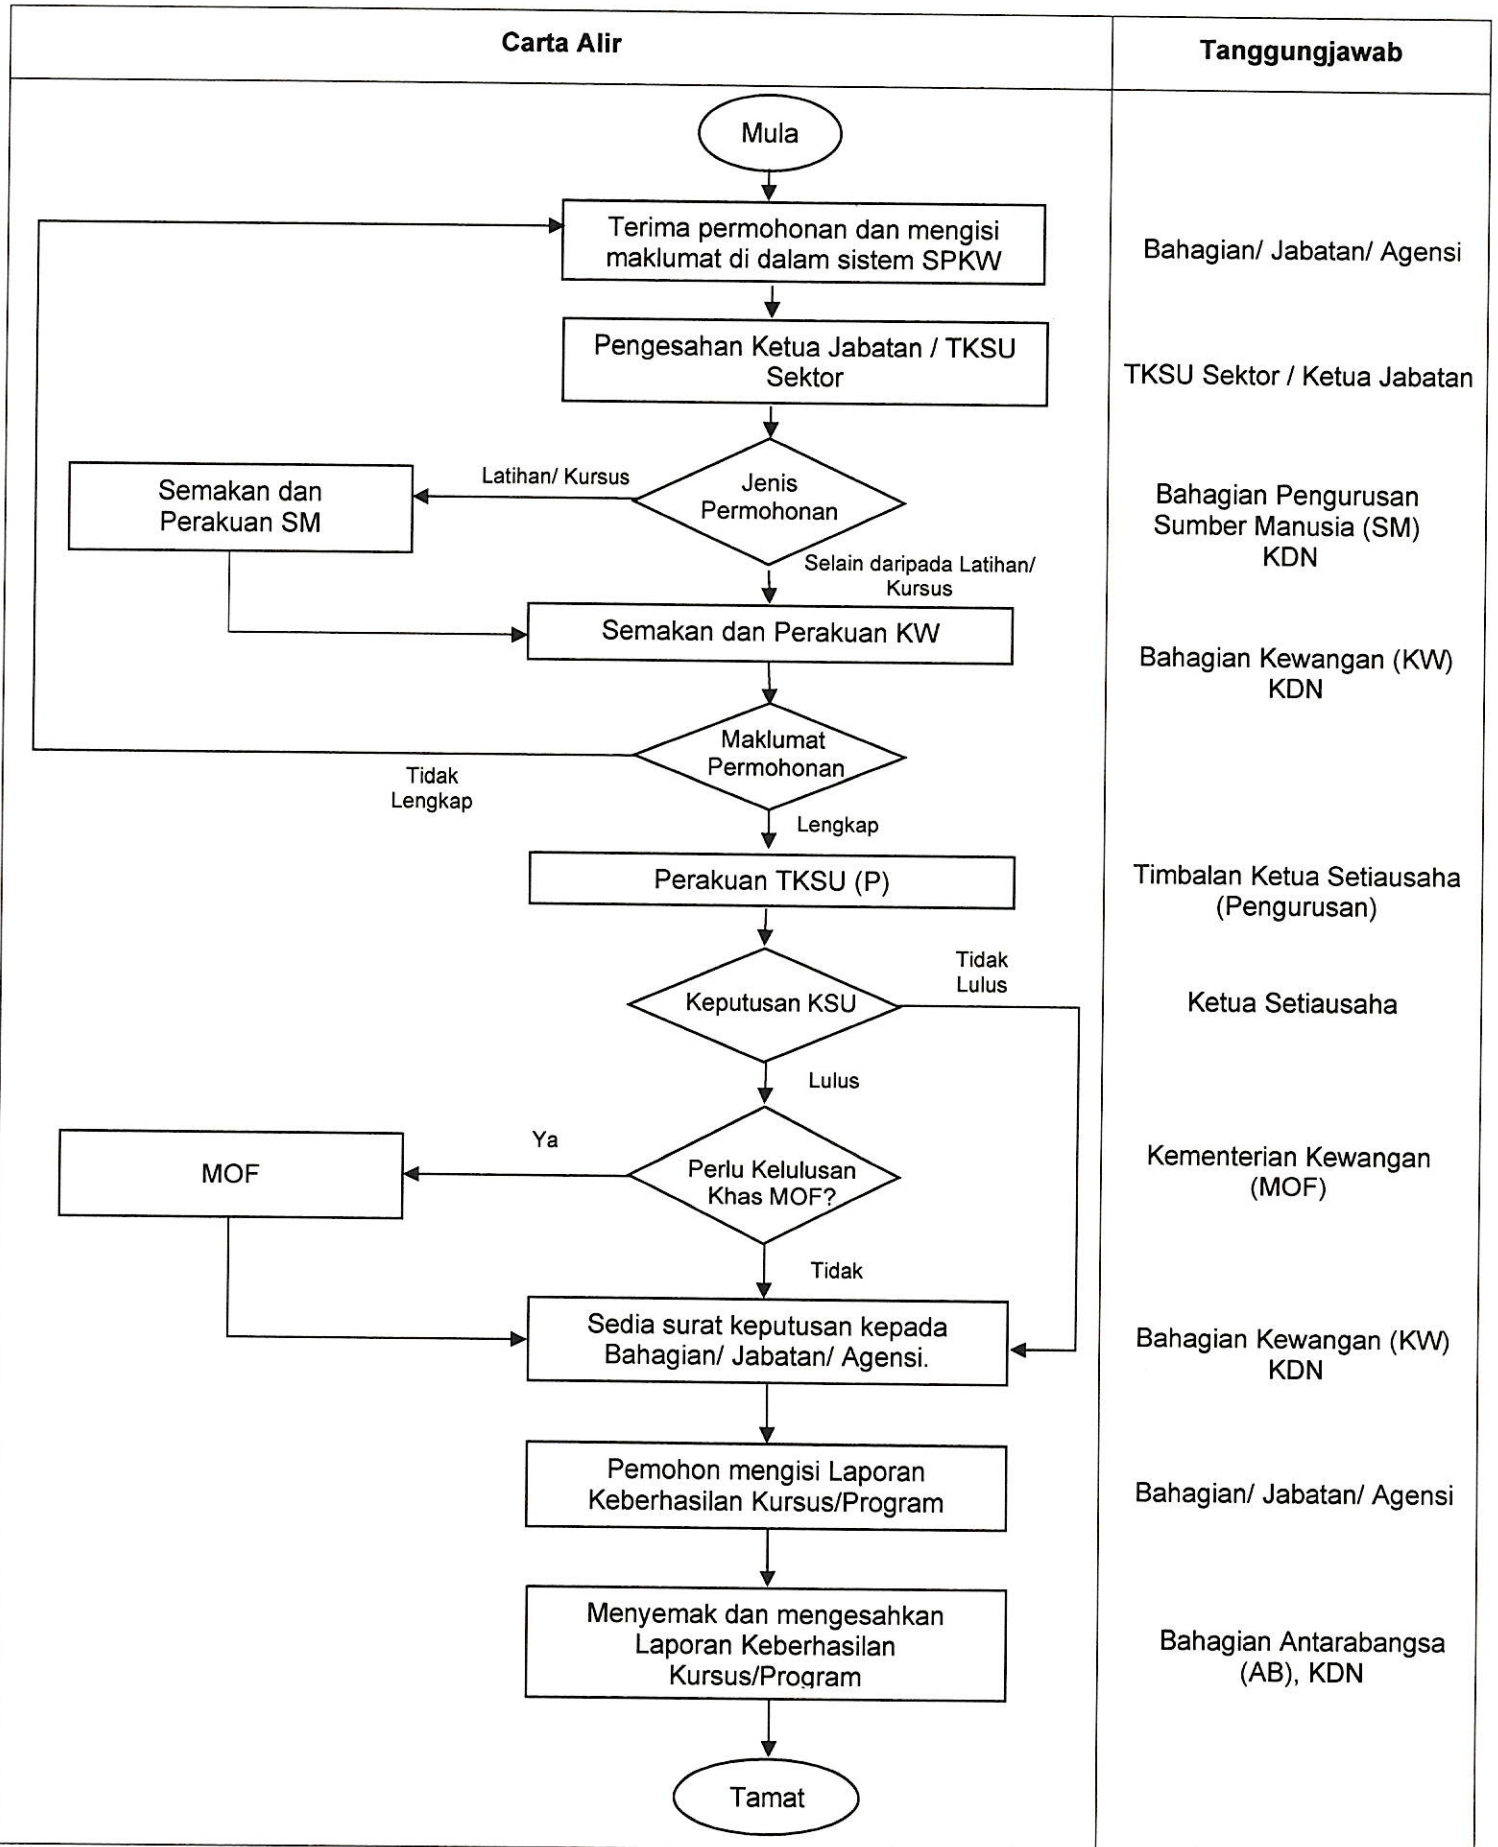 Carta Alir
Tanggungjawab
Mula
Terima permohonan dan mengisi
maklumat di dalam sistem SPKW
Bahagian/ Jabatan/ Agensi
Pengesahan Ketua Jabatan / TKSU
Sektor
TKSU Sektor / Ketua Jabatan
Jenis
Permohonan
Latihan/ Kursus
Semakan dan
Perakuan SM
Bahagian Pengurusan
Sumber Manusia (SM)
KDN
Selain daripada Latihan/
Kursus
Semakan dan Perakuan KW
Bahagian Kewangan (KW)
KDN
Maklumat
Permohonan
Tidak
Lengkap
Lengkap
Perakuan TKSU (P)
Timbalan Ketua Setiausaha
(Pengurusan)
Keputusan KSU
Tidak
Lulus
Ketua Setiausaha
Lulus
Perlu Kelulusan
Khas MOF?
Ya
MOF
Kementerian Kewangan
(MOF)
Tidak
Sedia surat keputusan kepada
Bahagian/ Jabatan/ Agensi.
Bahagian Kewangan (KW)
KDN
Pemohon mengisi Laporan
Keberhasilan Kursus/Program
Bahagian/ Jabatan/ Agensi
Menyemak dan mengesahkan
Laporan Keberhasilan
Kursus/Program
Bahagian Antarabangsa
(AB), KDN
Tamat